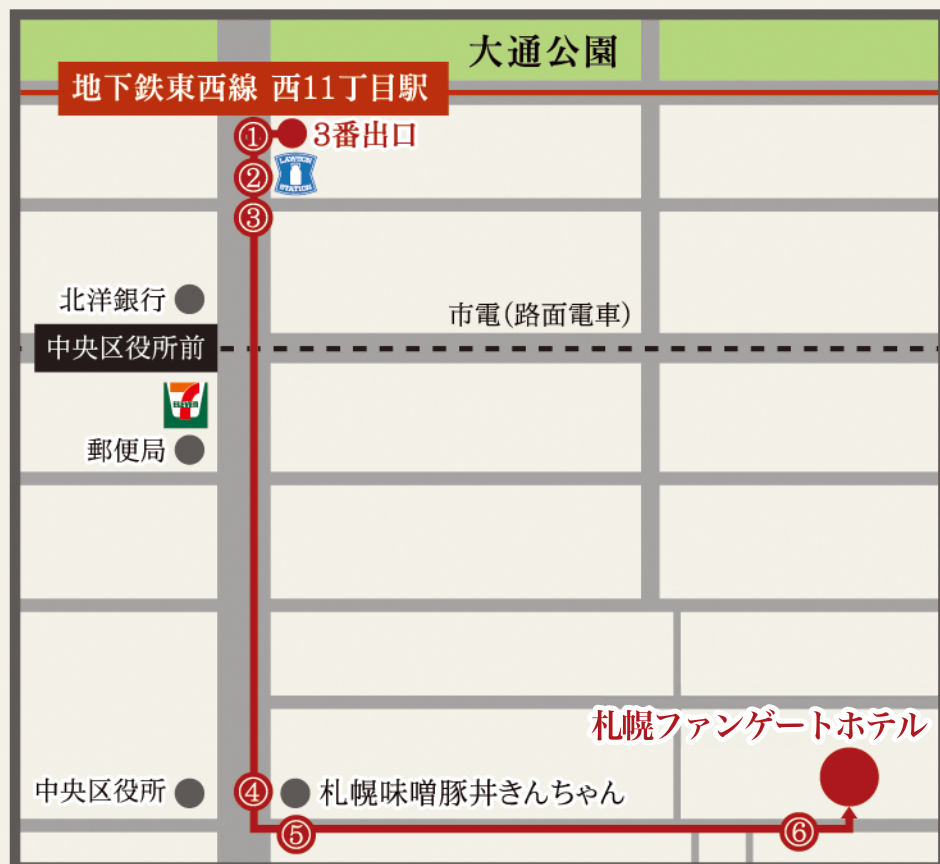 大通公園
地下鉄東西線 西11丁目駅
① 3番出口
②
LAWSON
STATION
③
北洋銀行
市電(路面電車)
中央区役所前
7
ELEVEN
郵便局
札幌ファンゲートホテル
中央区役所
④
札幌味噌豚丼きんちゃん
⑤
⑥